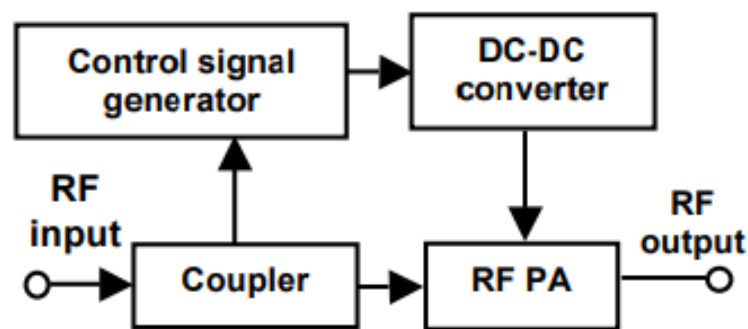 Control signal
generator
DC-DC
converter
RF
input
Coupler
RF PA
RF
output